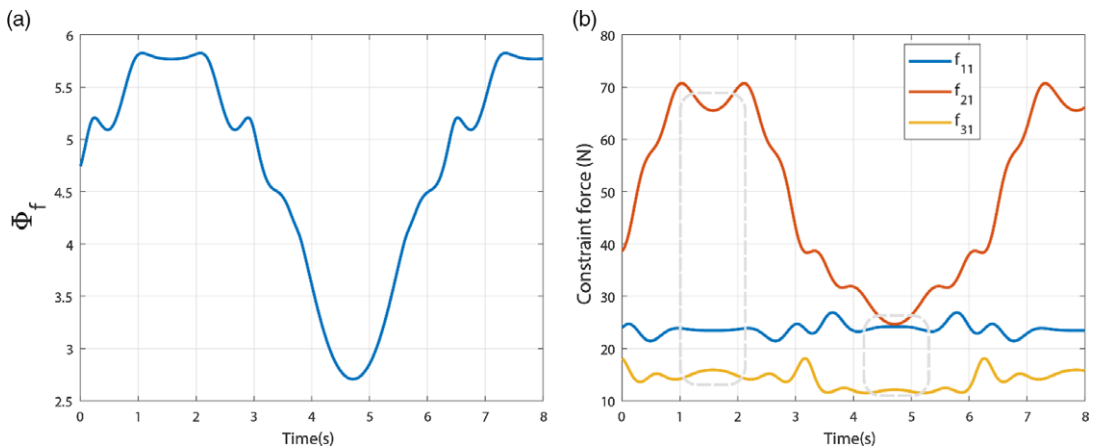 (a)
6
5.5
5
4.5
4
3.5
3
2.5
Φf
0 1 2 3 4 5 6 7 8
Time(s)
(b)
80
70
60
50
40
30
20
10
Constraint force (N)
f11
f21
f31
0 1 2 3 4 5 6 7 8
Time(s)